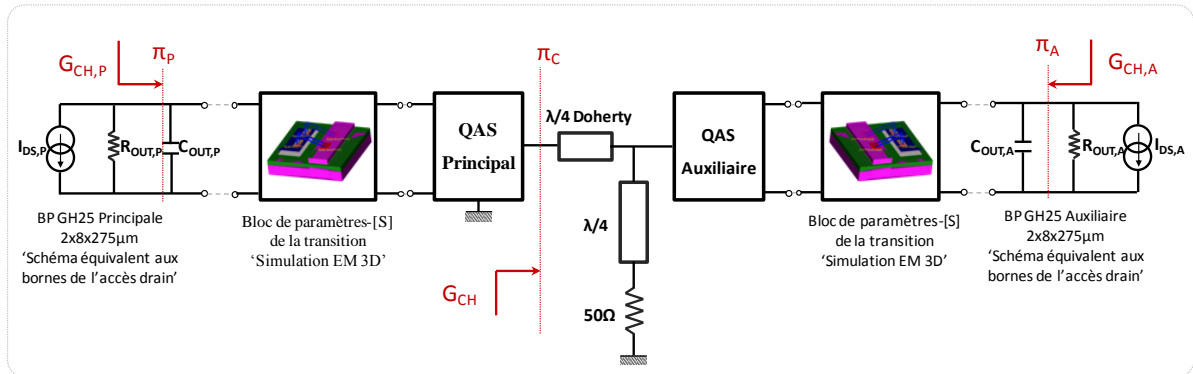 G_CH,P
π_P
π_C
π_A
G_CH,A
λ/4 Doherty
QAS
Principal
QAS
Auxiliaire
I_DS,P
R_OUT,P
C_OUT,P
C_OUT,A
R_OUT,A
I_DS,A
λ/4
BP GH25 Principale
2x8x275µm
‘Schéma équivalent aux
bornes de l’accès drain’
Bloc de paramètres-[S]
de la transition
‘Simulation EM 3D’
G_CH
50Ω
Bloc de paramètres-[S]
de la transition
‘Simulation EM 3D’
BP GH25 Auxiliaire
2x8x275µm
‘Schéma équivalent aux
bornes de l’accès drain’